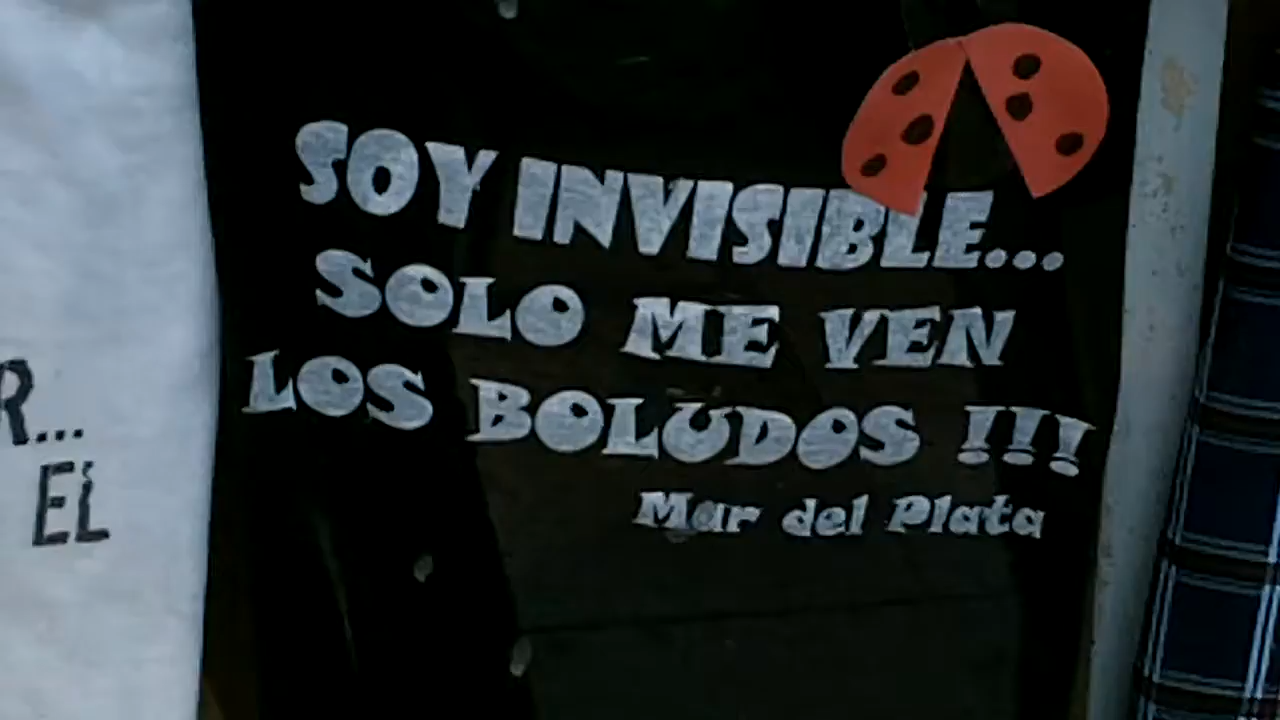 SOY INVISIBLE...
SOLO ME VEN
LOS BOLUDOS !!!
Mar del Plata
R...
EL